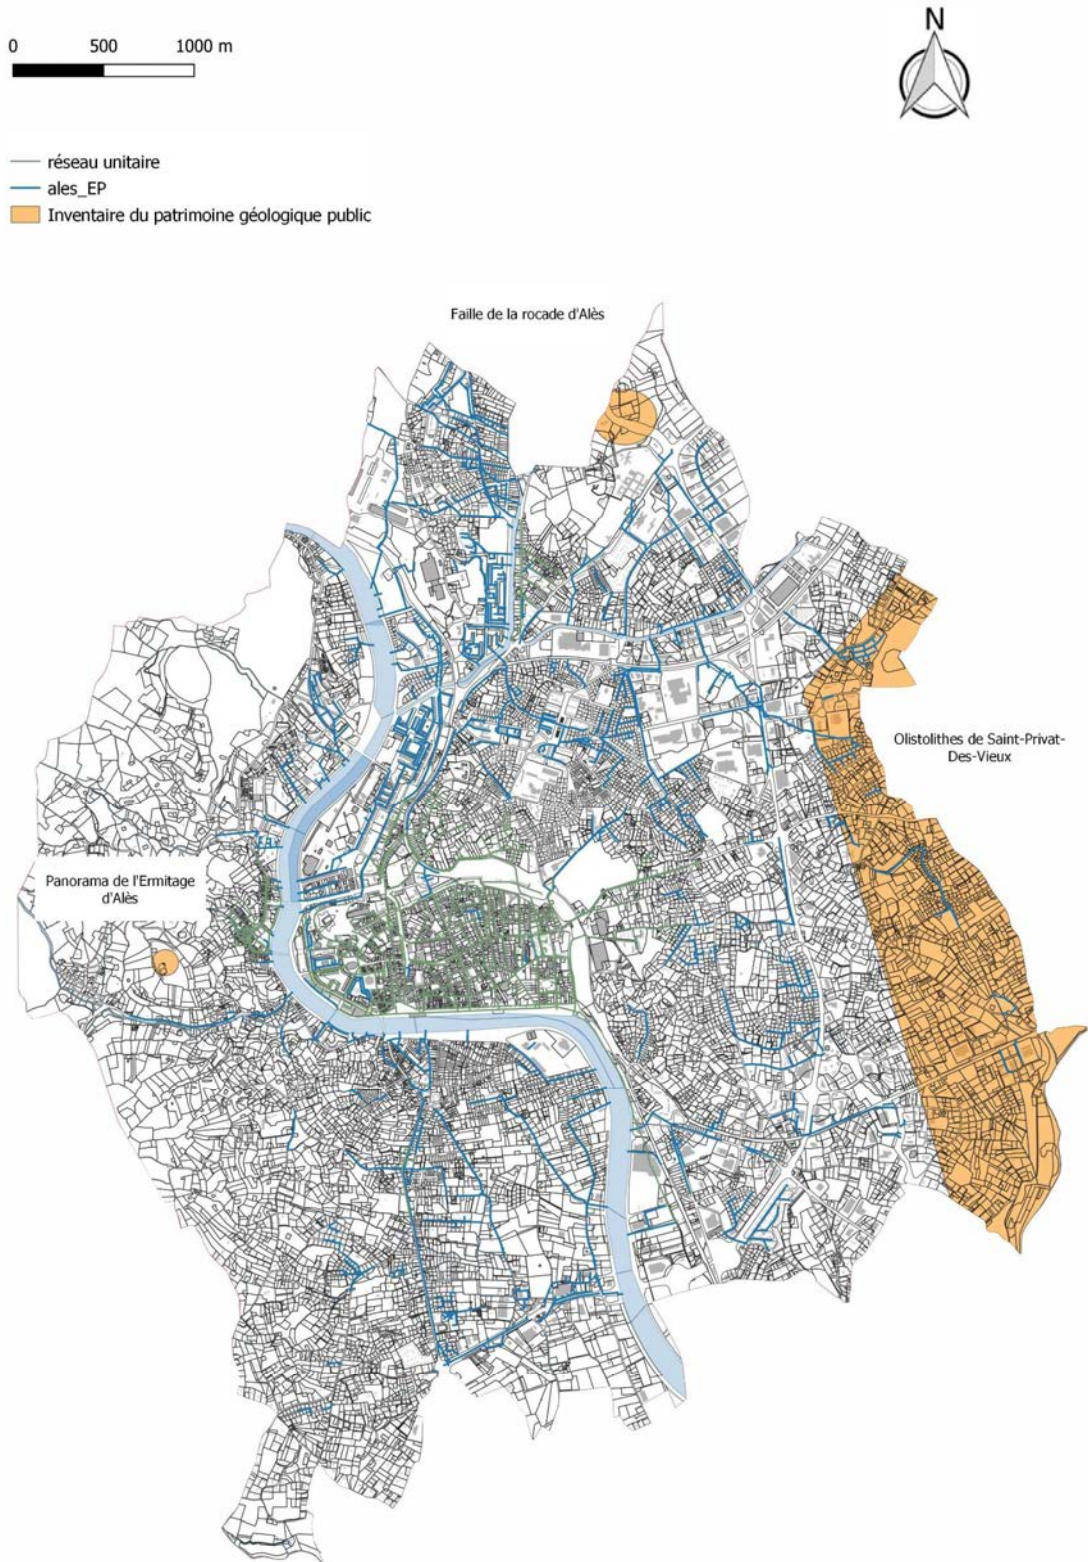 N
0 500 1000 m
réseau unitaire
ales_EP
Inventaire du patrimoine géologique public
Faille de la rocade d'Alès
Olistolithes de Saint-Privat-
Des-Vieux
Panorama de l'Ermitage
d'Alès